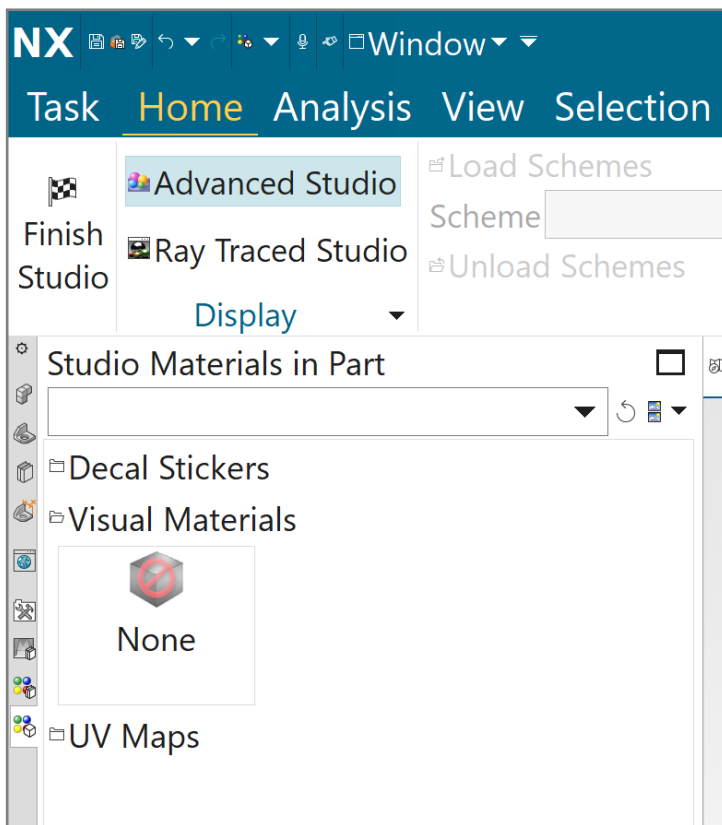 NX Window
Task Home Analysis View Selection
Finish Studio
Advanced Studio
Ray Traced Studio
Display
Load Schemes
Scheme
Unload Schemes
Studio Materials in Part
Decal Stickers
Visual Materials
None
UV Maps